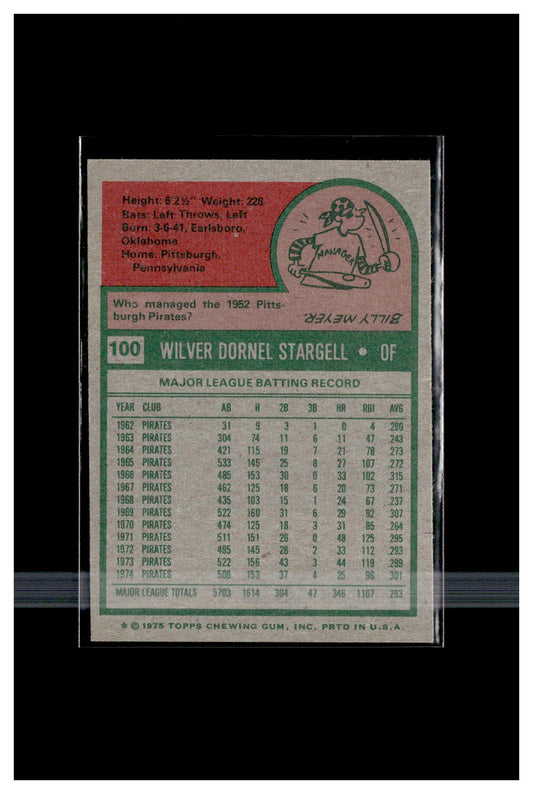 Height: 6'2½" Weight: 228
Bats: Left Throws: Left
Born: 3-6-41, Earlsboro,
Oklahoma
Home: Pittsburgh,
Pennsylvania
MANAGER
Who managed the 1952 Pitts-
burgh Pirates?
BILLY MEYER
100 WILVER DORNEL STARGELL • OF
MAJOR LEAGUE BATTING RECORD
YEAR CLUB AB H 2B 3B HR RBI AVG
1962 PIRATES 31 9 3 1 0 4 .290
1963 PIRATES 304 74 11 6 11 47 .243
1964 PIRATES 421 115 19 7 21 78 .273
1965 PIRATES 533 145 25 8 27 107 .272
1966 PIRATES 485 153 30 0 33 102 .315
1967 PIRATES 462 125 18 6 20 73 .271
1968 PIRATES 435 103 15 1 24 67 .237
1969 PIRATES 522 160 31 6 29 92 .307
1970 PIRATES 474 125 18 3 31 85 .264
1971 PIRATES 511 151 26 0 48 125 .295
1972 PIRATES 495 145 28 2 33 112 .293
1973 PIRATES 522 156 43 3 44 119 .299
1974 PIRATES 508 153 37 4 25 96 .301
MAJOR LEAGUE TOTALS 5703 1614 304 47 346 1107 .283
* © 1975 TOPPS CHEWING GUM, INC. PRTD IN U.S.A.